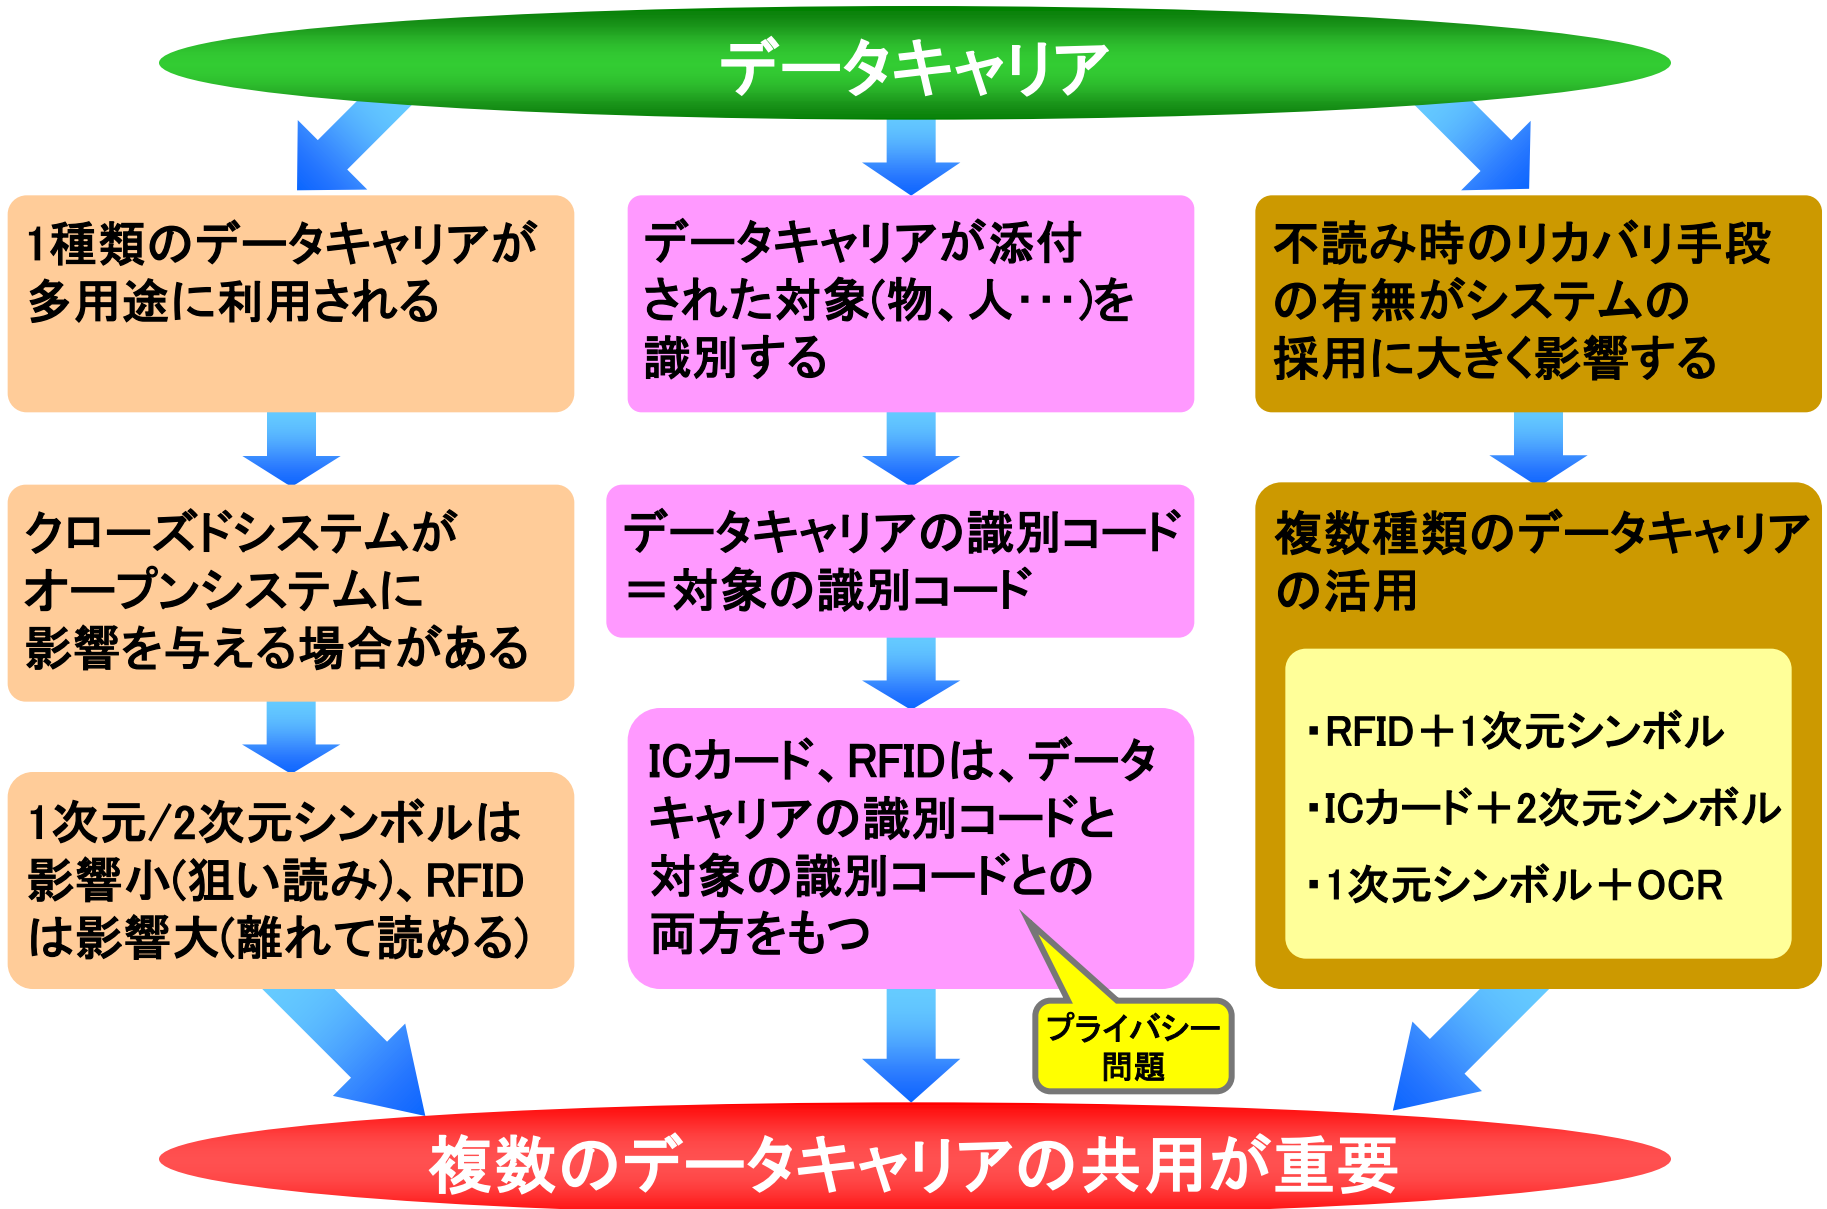 データキャリア
1種類のデータキャリアが
多用途に利用される
クローズドシステムが
オープンシステムに
影響を与える場合がある
1次元/2次元シンボルは
影響小(狙い読み)、RFID
は影響大(離れて読める)
データキャリアが添付
された対象(物、人・・・)を
識別する
データキャリアの識別コード
＝対象の識別コード
ICカード、RFIDは、データ
キャリアの識別コードと
対象の識別コードとの
両方をもつ
プライバシー
問題
不読み時のリカバリ手段
の有無がシステムの
採用に大きく影響する
複数種類のデータキャリア
の活用
・RFID＋1次元シンボル
・ICカード＋2次元シンボル
・1次元シンボル＋OCR
複数のデータキャリアの共用が重要